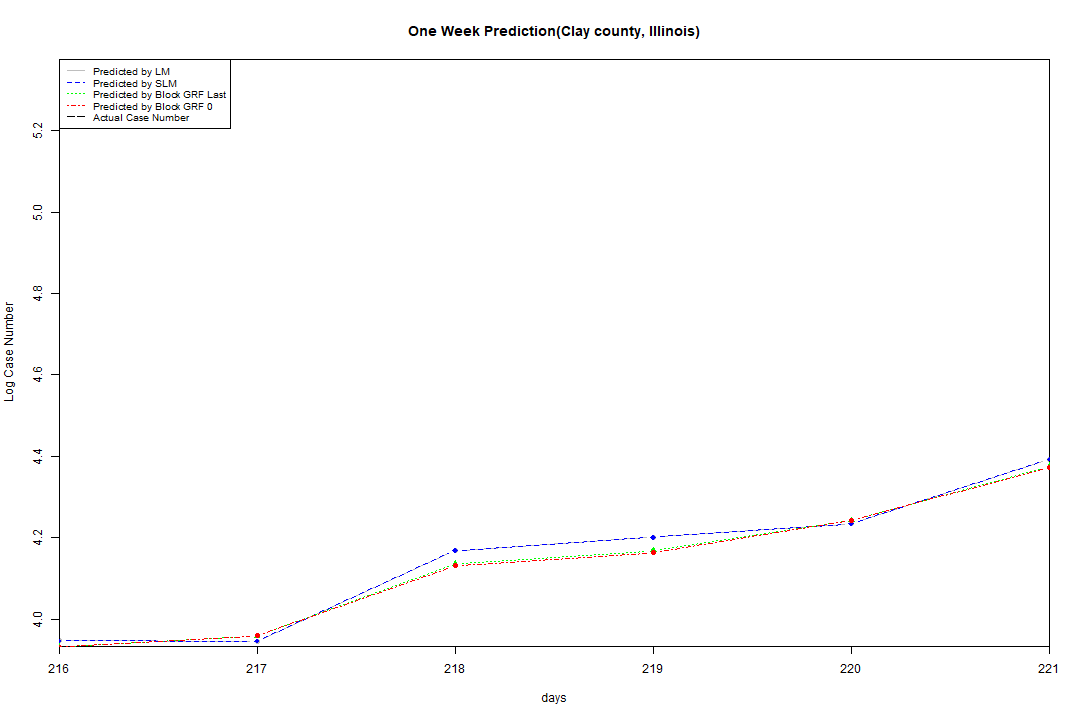 One Week Prediction(Clay county, Illinois)
Predicted by LM
Predicted by SLM
Predicted by Block GRF Last
Predicted by Block GRF 0
Actual Case Number
5.2
5.0
4.8
4.6
4.4
4.2
4.0
Log Case Number
216 217 218 219 220 221
days